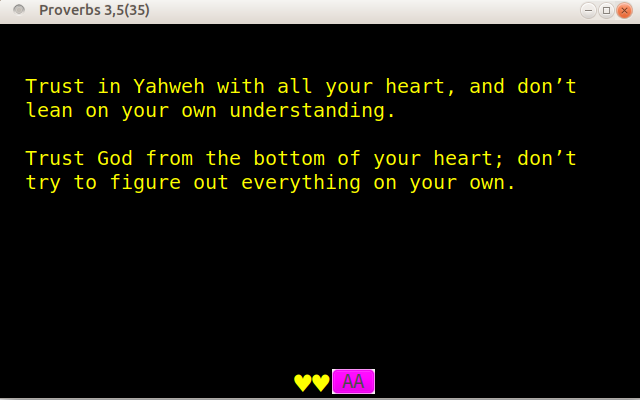 Proverbs 3,5(35)
Trust in Yahweh with all your heart, and don’t
lean on your own understanding.
Trust God from the bottom of your heart; don’t
try to figure out everything on your own.
♥♥ AA